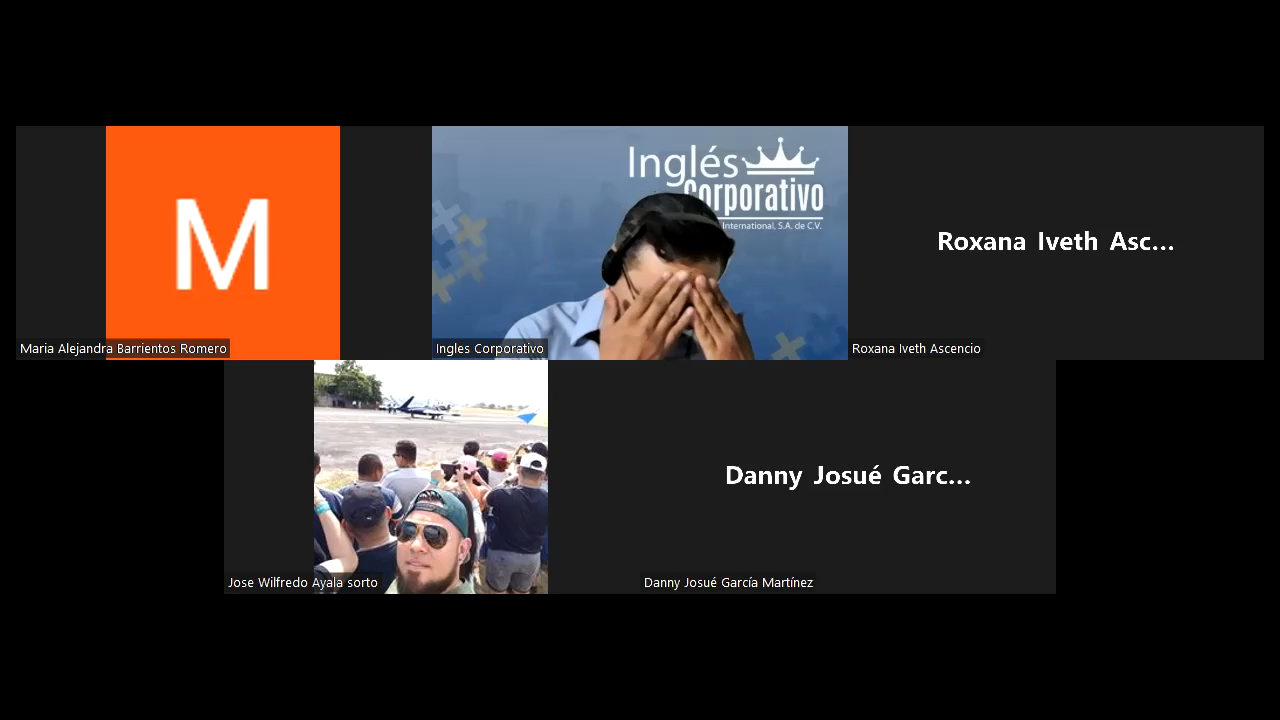 M
Maria Alejandra Barrientos Romero
Inglés
Corporativo
International, S.A. de C.V.
Ingles Corporativo
Roxana Iveth Asc...
Roxana Iveth Ascencio
Jose Wilfredo Ayala sorto
Danny Josué Garc...
Danny Josué García Martínez